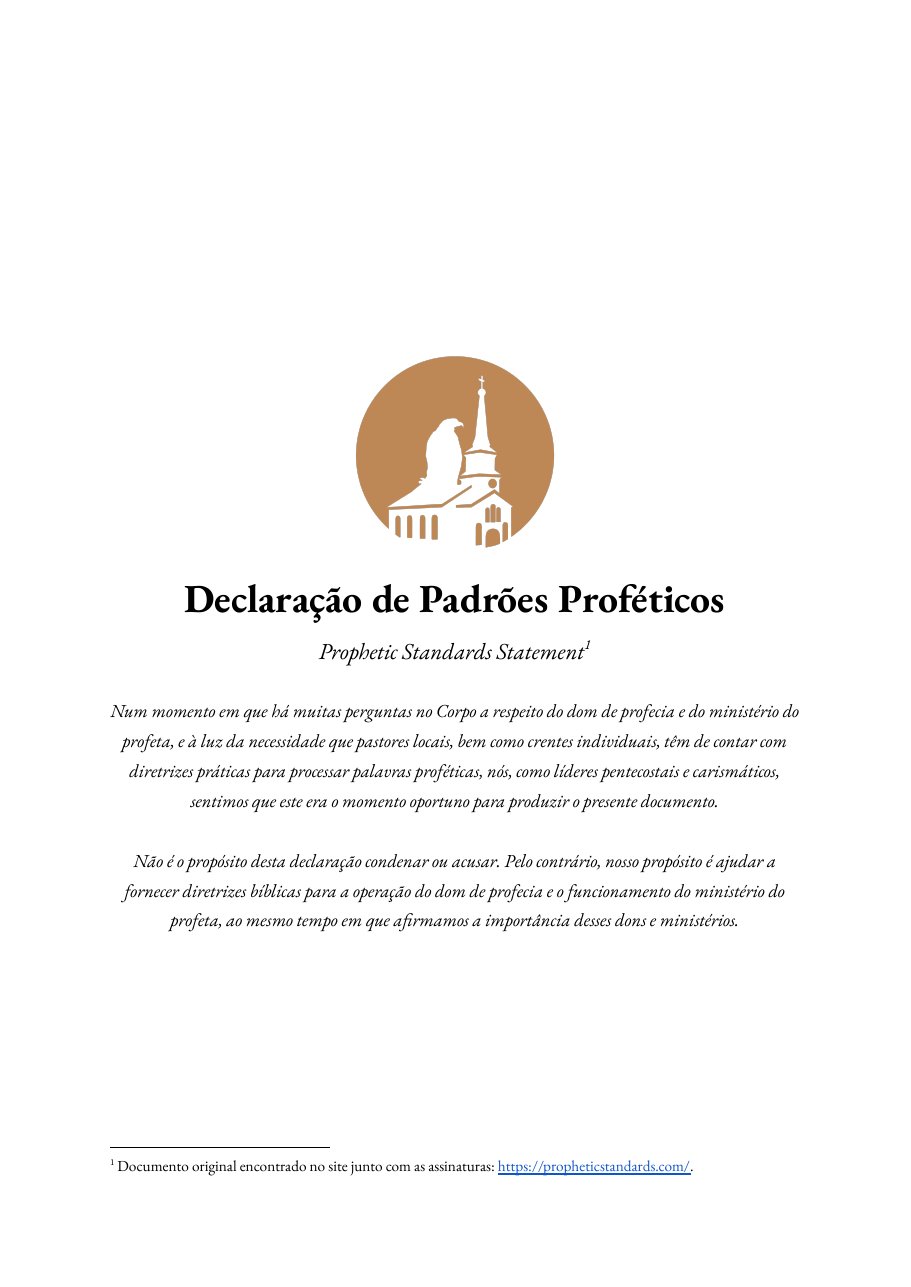 Declaração de Padrões Proféticos
Prophetic Standards Statement¹
Num momento em que há muitas perguntas no Corpo a respeito do dom de profecia e do ministério do
profeta, e à luz da necessidade que pastores locais, bem como crentes individuais, têm de contar com
diretrizes práticas para processar palavras proféticas, nós, como líderes pentecostais e carismáticos,
sentimos que este era o momento oportuno para produzir o presente documento.
Não é o propósito desta declaração condenar ou acusar. Pelo contrário, nosso propósito é ajudar a
fornecer diretrizes bíblicas para a operação do dom de profecia e o funcionamento do ministério do
profeta, ao mesmo tempo em que afirmamos a importância desses dons e ministérios.
¹ Documento original encontrado no site junto com as assinaturas: https://propheticstandards.com/.